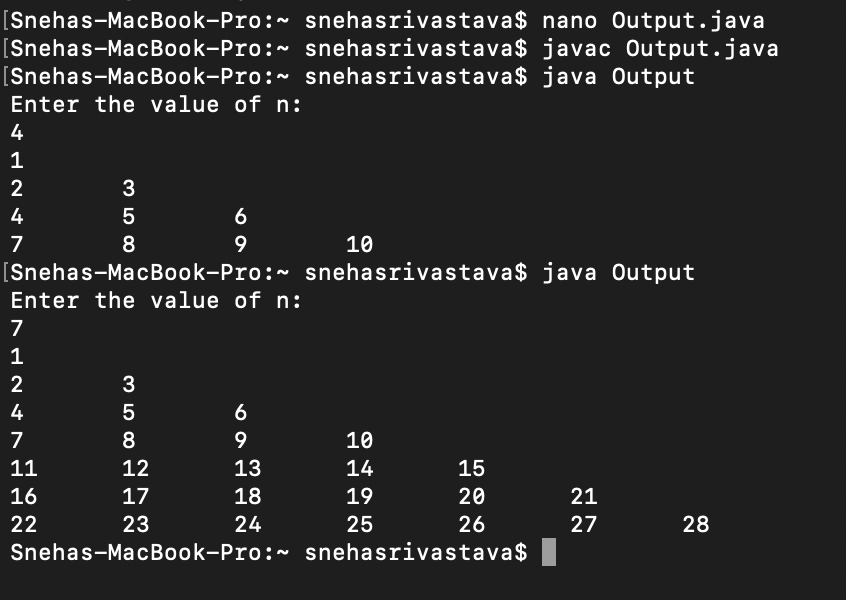 [Snehas-MacBook-Pro:~ snehasrivastava$ nano Output.java
[Snehas-MacBook-Pro:~ snehasrivastava$ javac Output.java
[Snehas-MacBook-Pro:~ snehasrivastava$ java Output
Enter the value of n:
4
1
2	3
4	5	6
7	8	9	10
[Snehas-MacBook-Pro:~ snehasrivastava$ java Output
Enter the value of n:
7
1
2	3
4	5	6
7	8	9	10
11	12	13	14	15
16	17	18	19	20	21
22	23	24	25	26	27	28
Snehas-MacBook-Pro:~ snehasrivastava$